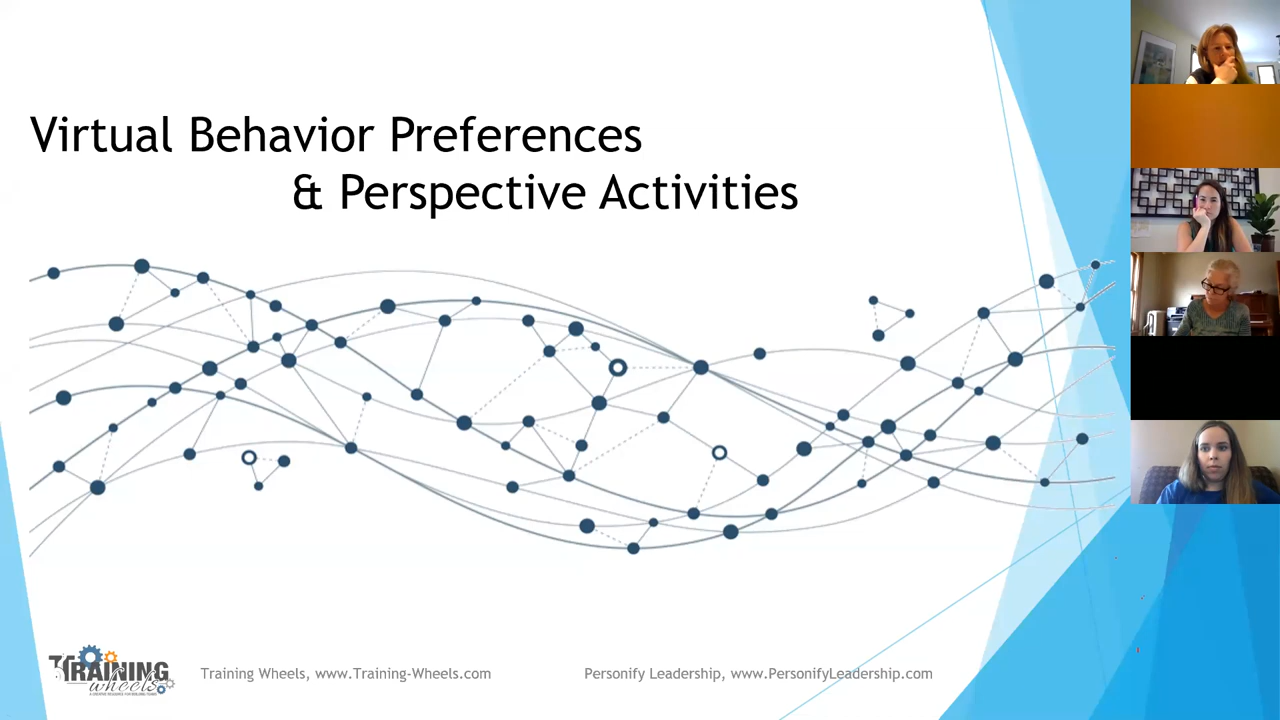 Virtual Behavior Preferences
& Perspective Activities
TRAINING
wheels
Training Wheels, www.Training-Wheels.com
Personify Leadership, www.PersonifyLeadership.com